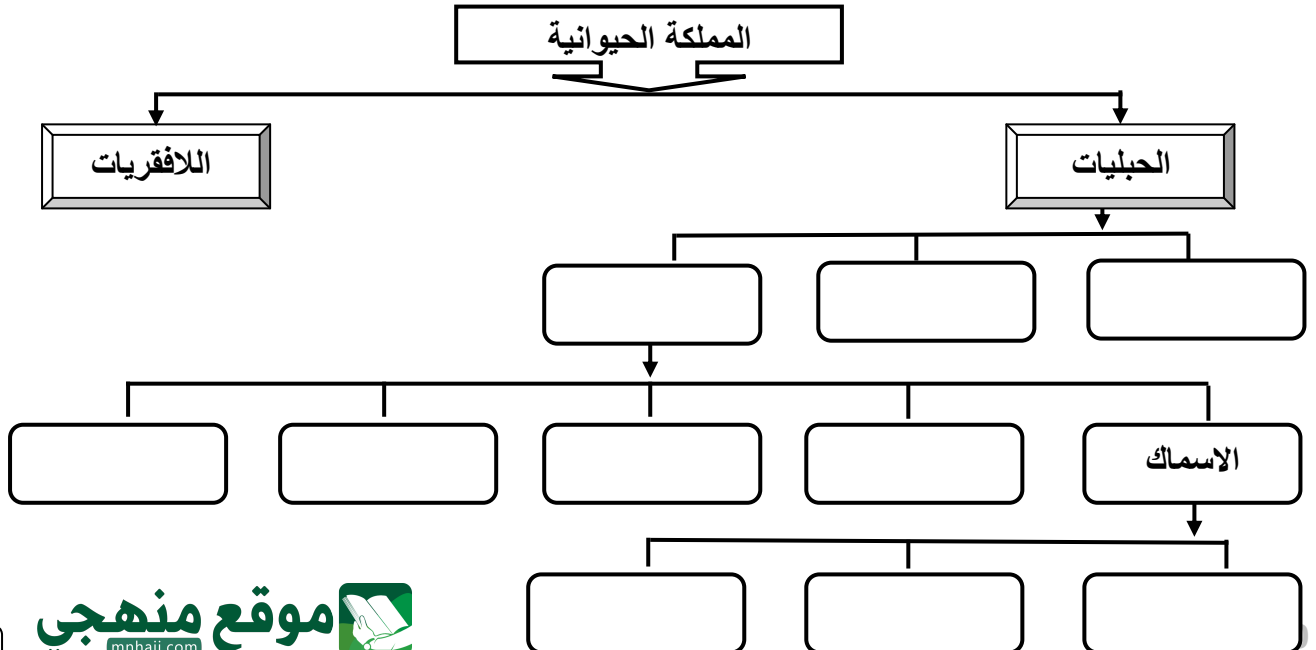 المملكة الحيوانية
الحبليات
اللافقريات
الاسماك
موقع منهجي
mnhaji.com